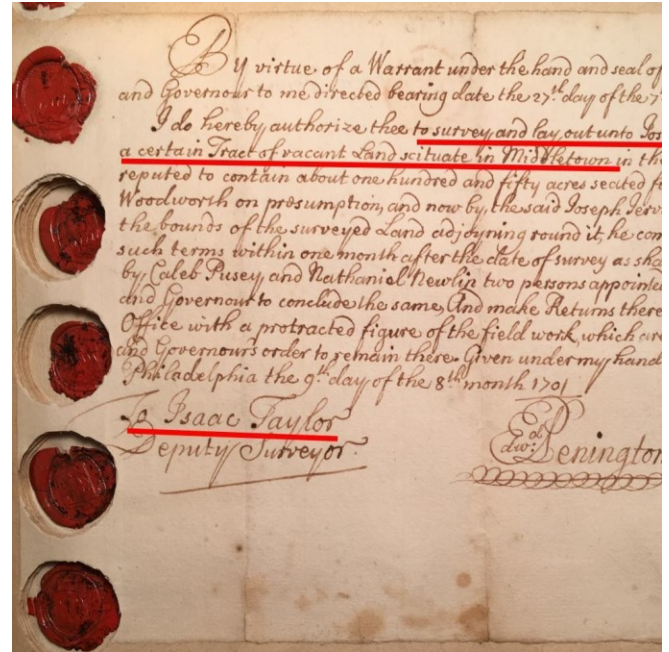 By virtue of a Warrant under the hand and seal of
and Governour to me directed bearing date the 27th day of the 7
I do hereby authorize thee to survey and lay out unto Jos
a certain Tract of vacant Land scituate in Middletown in th
reputed to contain about one hundred and fifty acres
Woodworth on presumption, and now by the said Joseph Jerv
the bounds of the surveyed Land adjoyning round it, he com
such terms within one month after the date of survey as sha
by Caleb Pusey and Nathaniel Newlin two persons appointed
and Governour to conclude the same, And make Returns there
Office with a protracted figure of the field work, which are
and Governours order to remain there. Given under my hand
Philadelphia the 9th day of the 8th month 1701
To Isaac Taylor
Deputy Surveyor.
Edwd: Penington